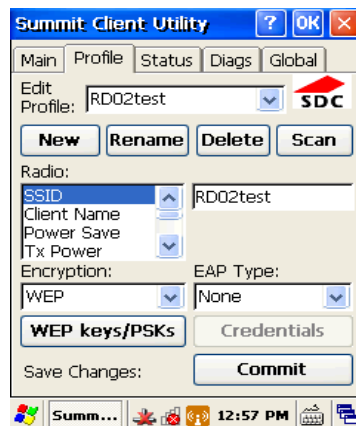 Summit Client Utility ? OK X
Main Profile Status Diags Global
Edit
Profile: RD02test
SDC
New Rename Delete Scan
Radio:
SSID RD02test
Client Name
Power Save
Tx Power
Encryption: EAP Type:
WEP None
WEP keys/PSKs Credentials
Save Changes: Commit
Summ... 12:57 PM